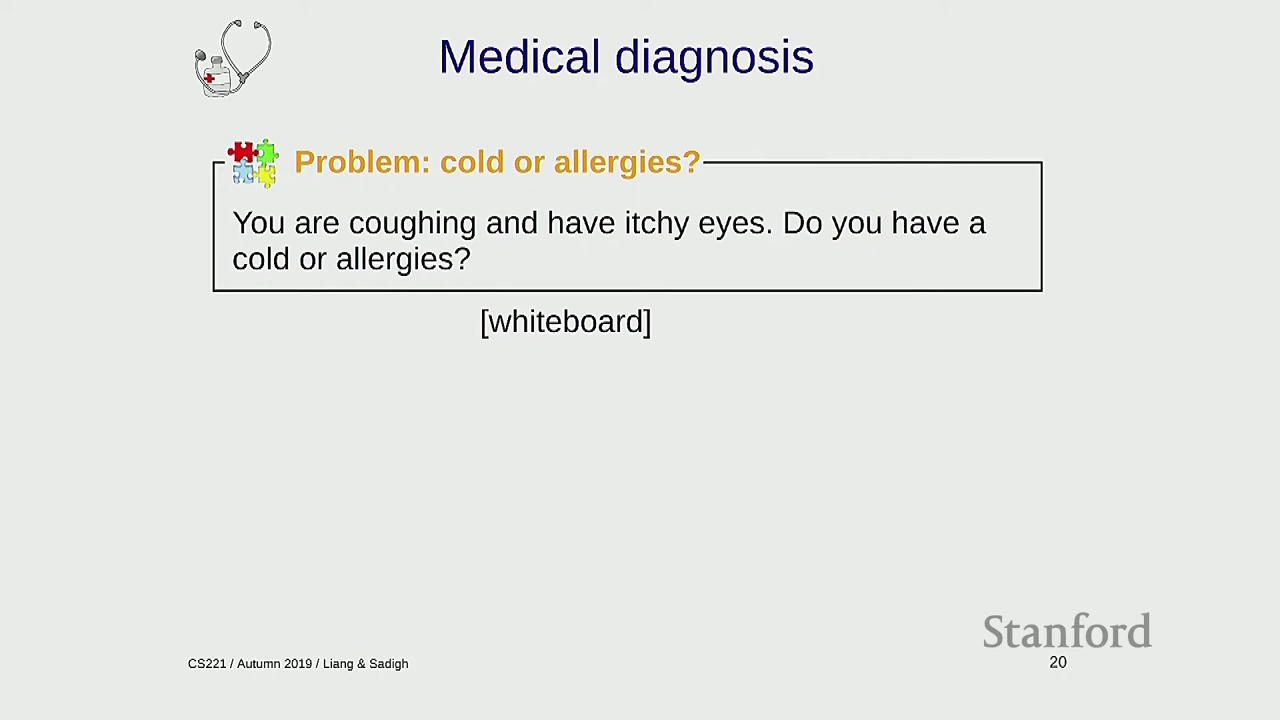 Medical diagnosis
Problem: cold or allergies?
You are coughing and have itchy eyes. Do you have a
cold or allergies?
[whiteboard]
Stanford
CS221 / Autumn 2019 / Liang & Sadigh
20